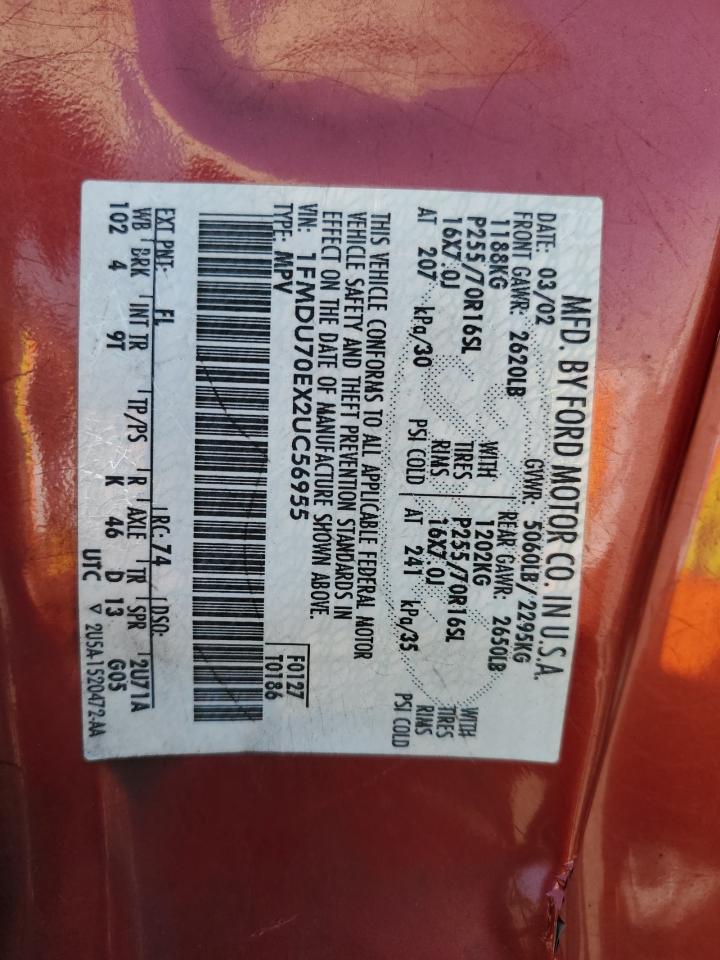 MFD. BY FORD MOTOR CO. IN U.S.A.
DATE: 03/02 GVWR: 5060LB/ 2295KG
FRONT GAWR: 2620LB REAR GAWR: 2650LB
1188KG WITH 1202KG WITH
P255//70R16SL TIRES P255//70R16SL TIRES
16X7.0J RIMS 16X7.0J RIMS
AT 207 kPa/30 PSI COLD AT 241 kPa/35 PSI COLD
THIS VEHICLE CONFORMS TO ALL APPLICABLE FEDERAL MOTOR
VEHICLE SAFETY AND THEFT PREVENTION STANDARDS IN
EFFECT ON THE DATE OF MANUFACTURE SHOWN ABOVE.
VIN: 1FMDU70EX2UC56955 F0127
TYPE: MPV T0186
EXT PNT: FL RC: 74 DSO:
WB BRK INT TR TP/PS R AXLE TR SPR 2U71A
102 4 9T K 46 D 13 G05
UTC ▽ 2U5A-1520472-AA